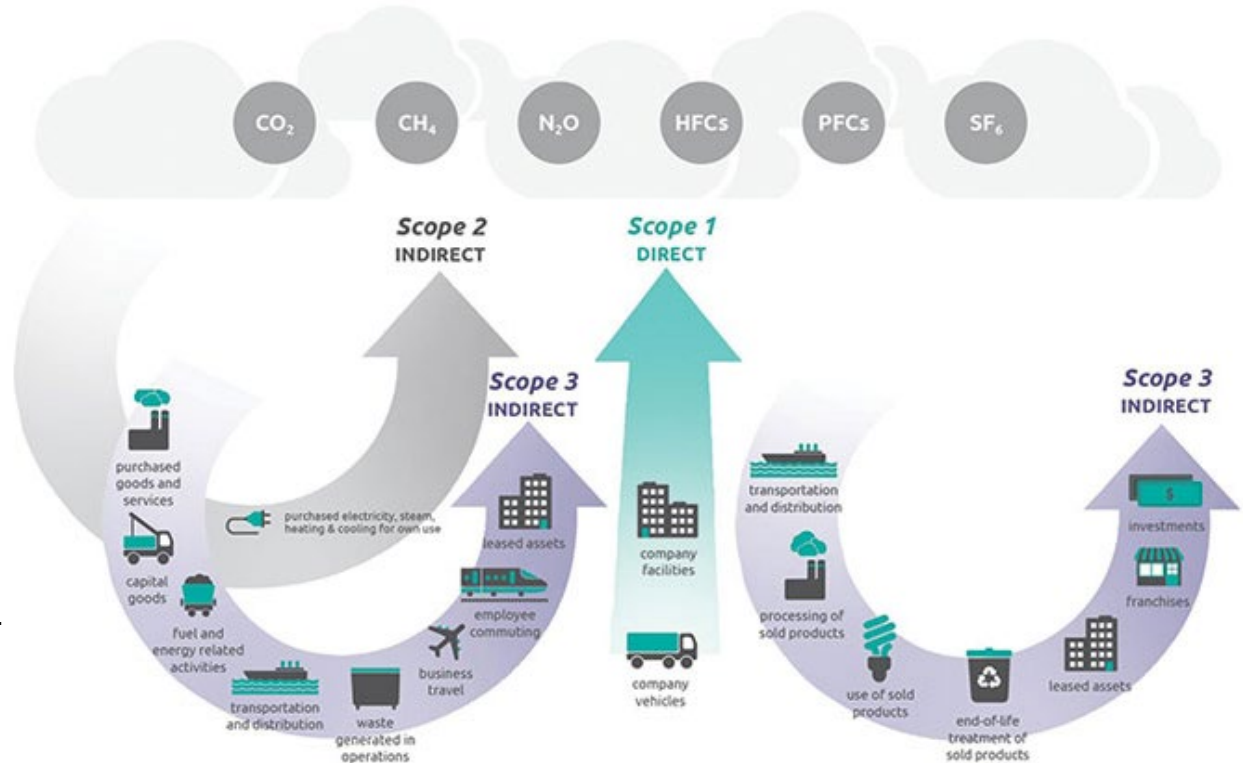 CO₂
CH₄
N₂O
HFCs
PFCs
SF₆
Scope 2
INDIRECT
Scope 1
DIRECT
Scope 3
INDIRECT
Scope 3
INDIRECT
purchased
goods and
services
capital
goods
fuel and
energy related
activities
purchased electricity, steam,
heating & cooling for own use
transportation
and distribution
waste
generated in
operations
business
travel
employee
commuting
leased assets
company
facilities
company
vehicles
transportation
and distribution
processing of
sold products
use of sold
products
end-of-life
treatment of
sold products
leased assets
franchises
$
investments